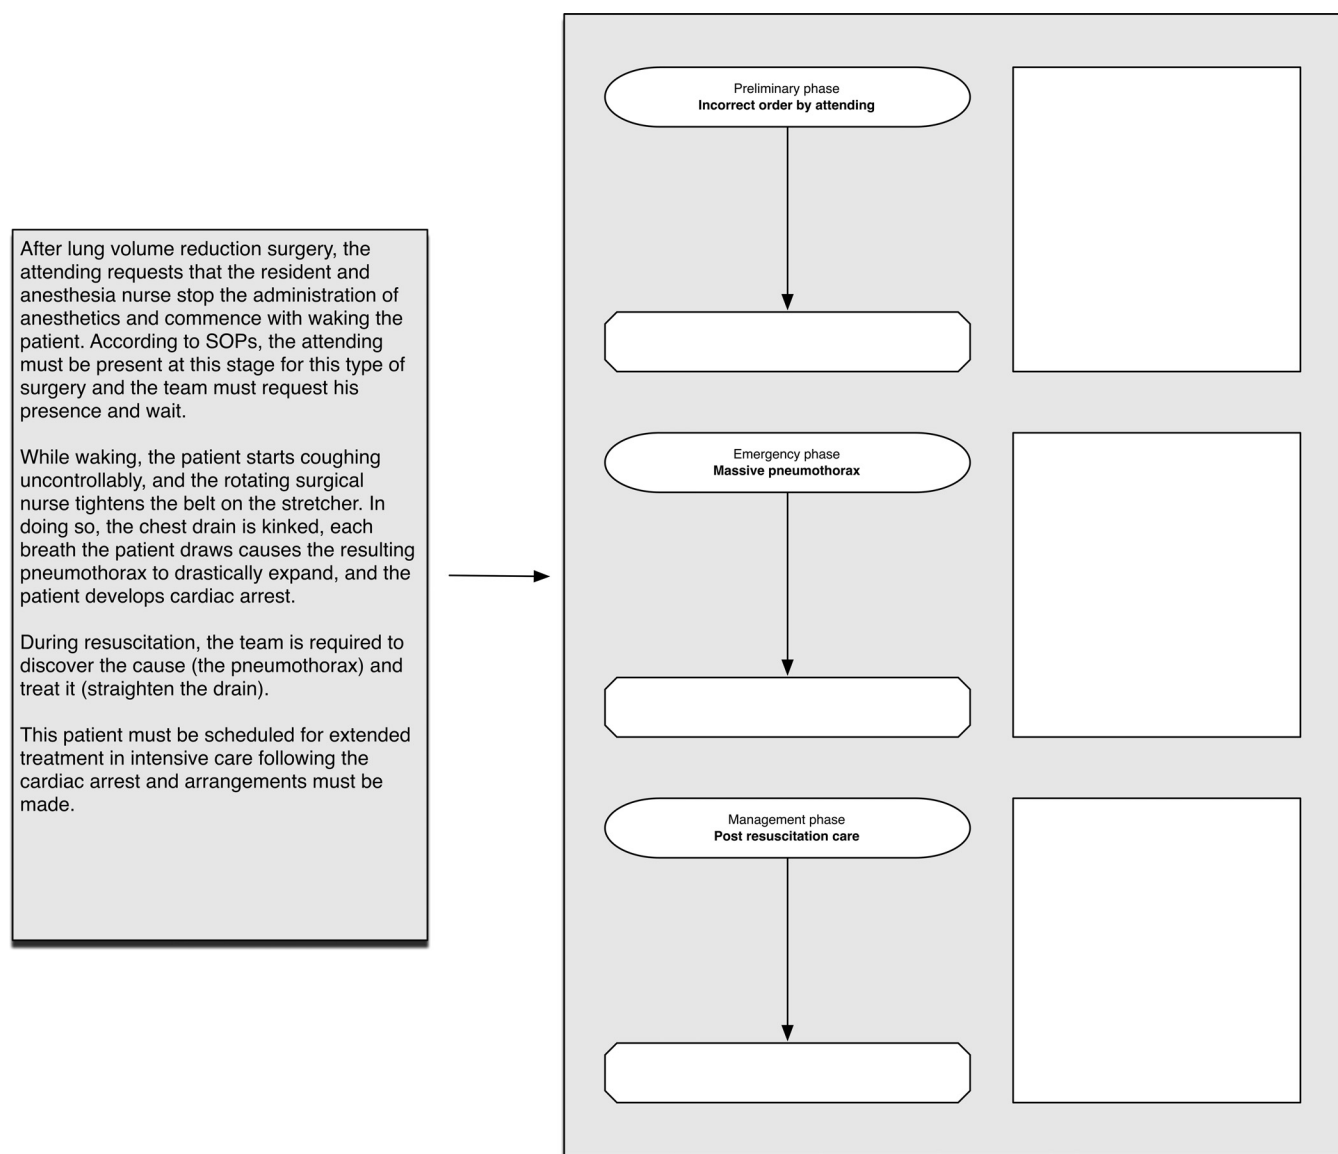 After lung volume reduction surgery, the
attending requests that the resident and
anesthesia nurse stop the administration of
anesthetics and commence with waking the
patient. According to SOPs, the attending
must be present at this stage for this type of
surgery and the team must request his
presence and wait.
While waking, the patient starts coughing
uncontrollably, and the rotating surgical
nurse tightens the belt on the stretcher. In
doing so, the chest drain is kinked, each
breath the patient draws causes the resulting
pneumothorax to drastically expand, and the
patient develops cardiac arrest.
During resuscitation, the team is required to
discover the cause (the pneumothorax) and
treat it (straighten the drain).
This patient must be scheduled for extended
treatment in intensive care following the
cardiac arrest and arrangements must be
made.
Preliminary phase
Incorrect order by attending
Emergency phase
Massive pneumothorax
Management phase
Post resuscitation care